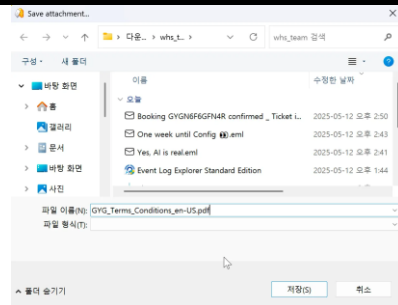 Save attachment...
다운... › whs_t... ›
whs_team 검색
구성 새 폴더
이름 수정한 날짜
바탕 화면
오늘
홈
Booking GYGN6F6GFN4R confirmed _ Ticket i... 2025-05-12 오후 2:50
갤러리
One week until Config 👀.eml 2025-05-12 오후 2:43
문서
Yes, AI is real.eml 2025-05-12 오후 2:41
바탕 화면
Event Log Explorer Standard Edition 2025-05-12 오후 1:44
사진
파일 이름(N): GYG_Terms_Conditions_en-US.pdf
파일 형식(T):
폴더 숨기기
저장(S) 취소